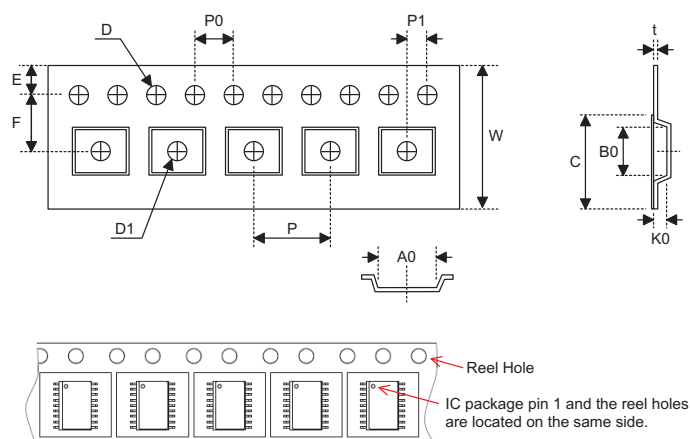 D
P0
P1
t
E
F
W
C
B0
D1
P
K0
A0
Reel Hole
IC package pin 1 and the reel holes
are located on the same side.